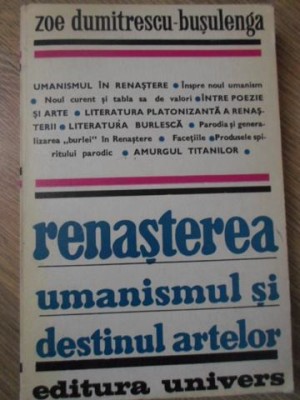 zoe dumitrescu-bușulenga
UMANISMUL ÎN RENAȘTERE ● Înspre noul umanism
● Noul curent și tabla sa de valori ● ÎNTRE POEZIE
ȘI ARTE ● LITERATURA PLATONIZANTĂ A RENAȘ-
TERII ● LITERATURA BURLESCĂ ● Parodia și genera-
lizarea „burlei" în Renaștere ● Facețiile ● Produsele spi-
ritului parodic ● AMURGUL TITANILOR ●
renașterea
umanismul și
destinul artelor
editura univers